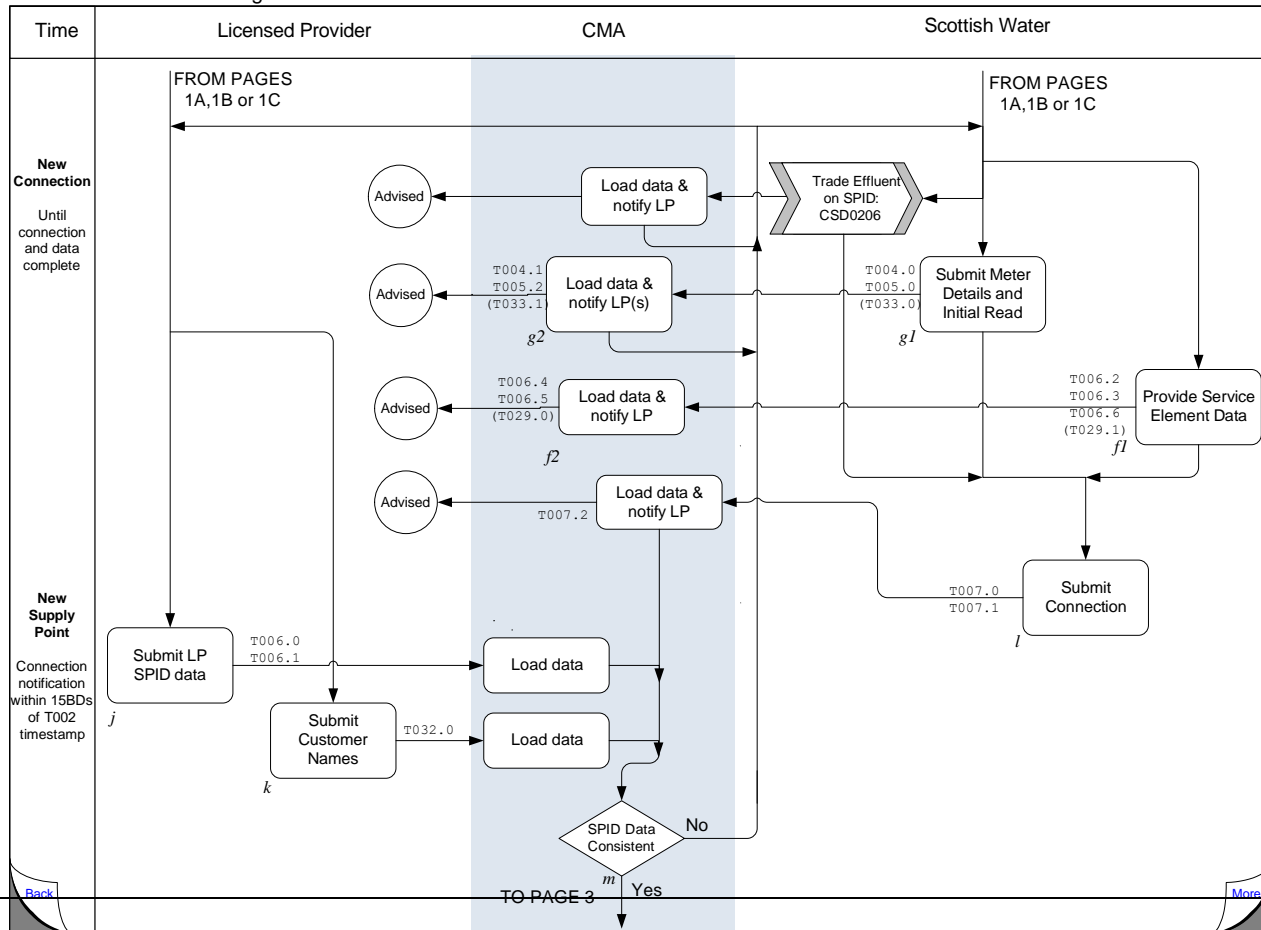 Time
Licensed Provider
CMA
Scottish Water
FROM PAGES
1A,1B or 1C
FROM PAGES
1A,1B or 1C
New
Connection
Until
connection
and data
complete
Advised
Load data &
notify LP
Trade Effluent
on SPID:
CSD0206
Advised
T004.1
T005.2
(T033.1)
Load data &
notify LP(s)
g2
T004.0
T005.0
(T033.0)
Submit Meter
Details and
Initial Read
g1
Advised
T006.4
T006.5
(T029.0)
Load data &
notify LP
f2
T006.2
T006.3
T006.6
(T029.1)
Provide Service
Element Data
f1
Advised
T007.2
Load data &
notify LP
T007.0
T007.1
Submit
Connection
l
New
Supply
Point
Connection
notification
within 15BDs
of T002
timestamp
Submit LP
SPID data
j
T006.0
T006.1
Load data
Submit
Customer
Names
k
T032.0
Load data
SPID Data
Consistent
No
m
Yes
TO PAGE 3
Back
More